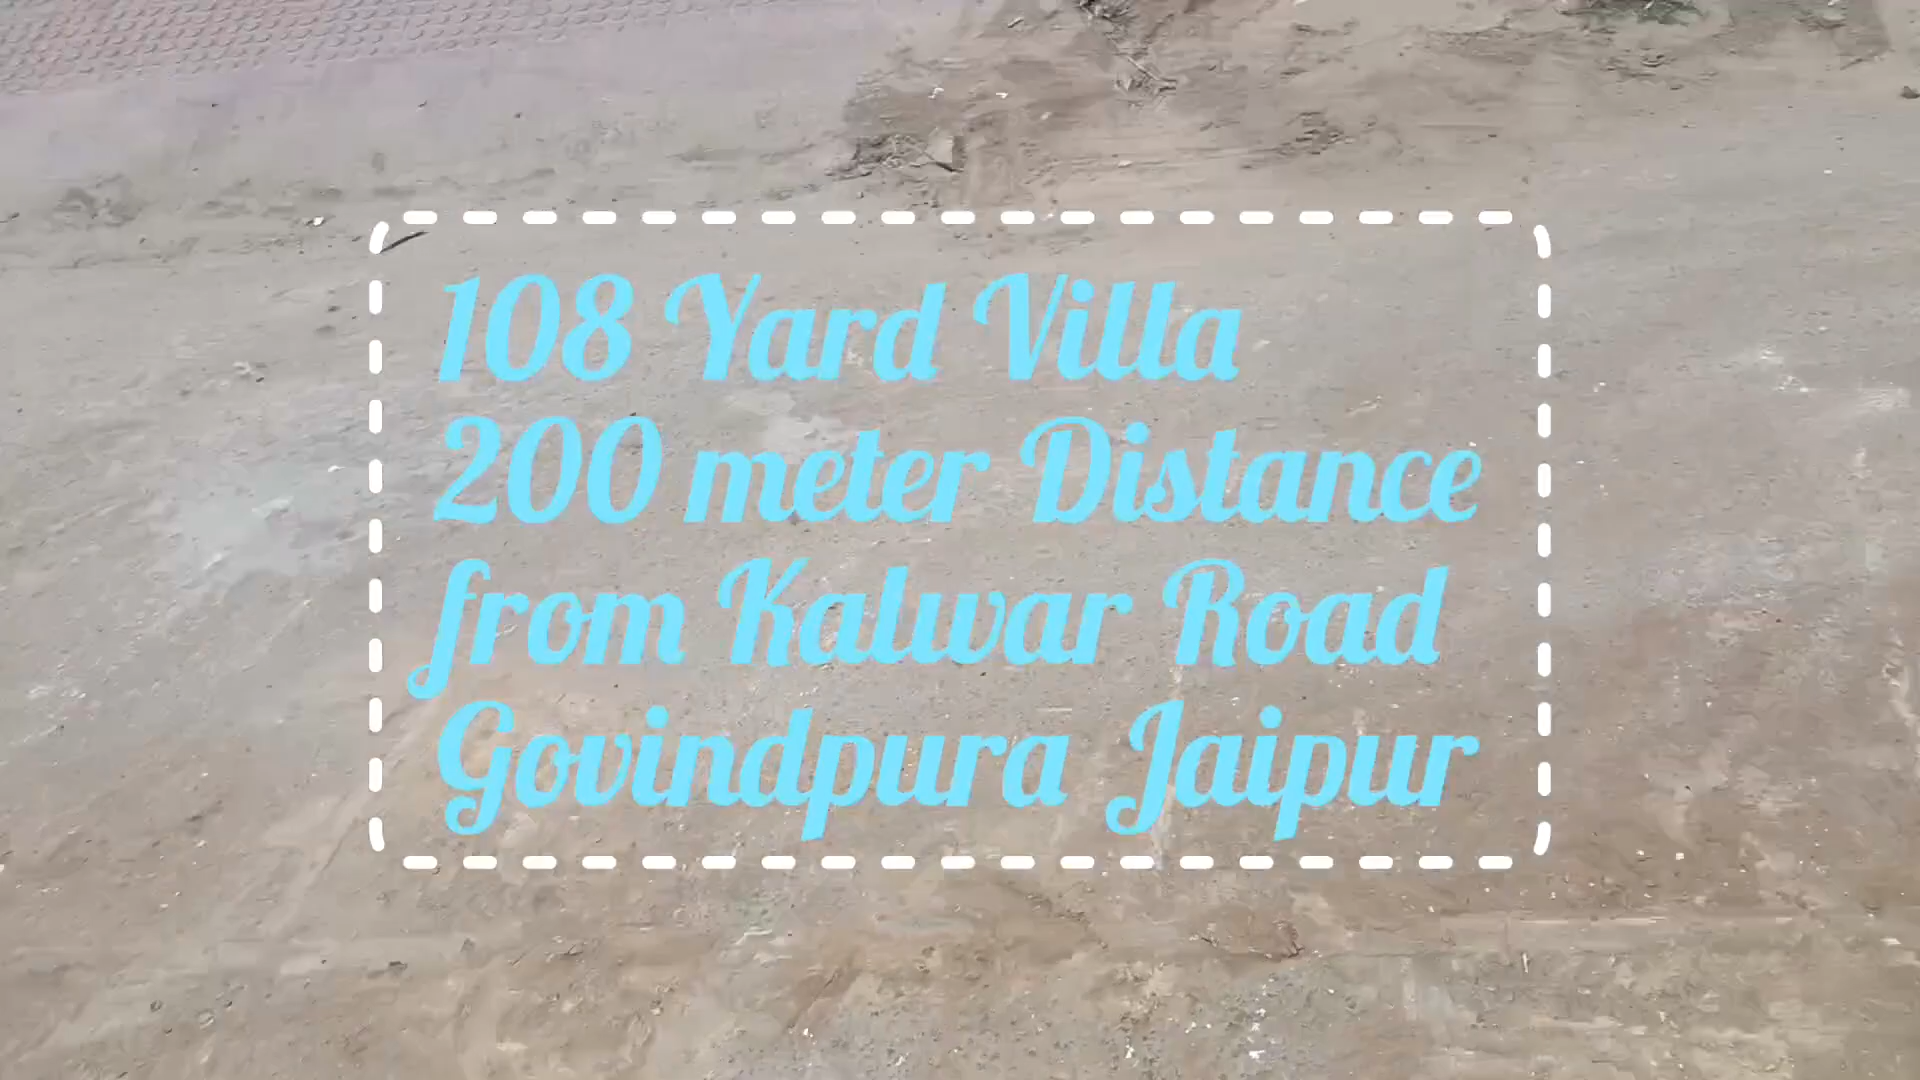 108 Yard Villa
200 meter Distance
from Kalwar Road
Govindpura Jaipur